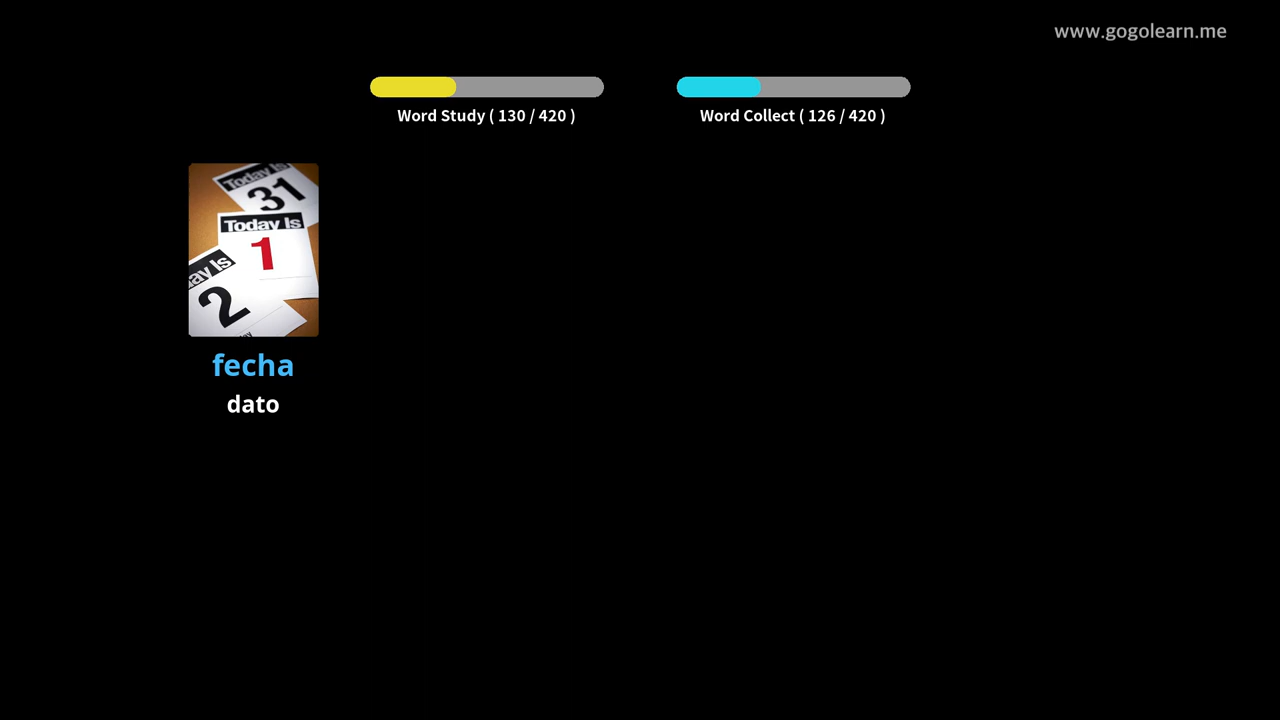 www.gogolearn.me
Word Study ( 130 / 420 )
Word Collect ( 126 / 420 )
Today Is
31
Today Is
1
ay Is
2
fecha
dato